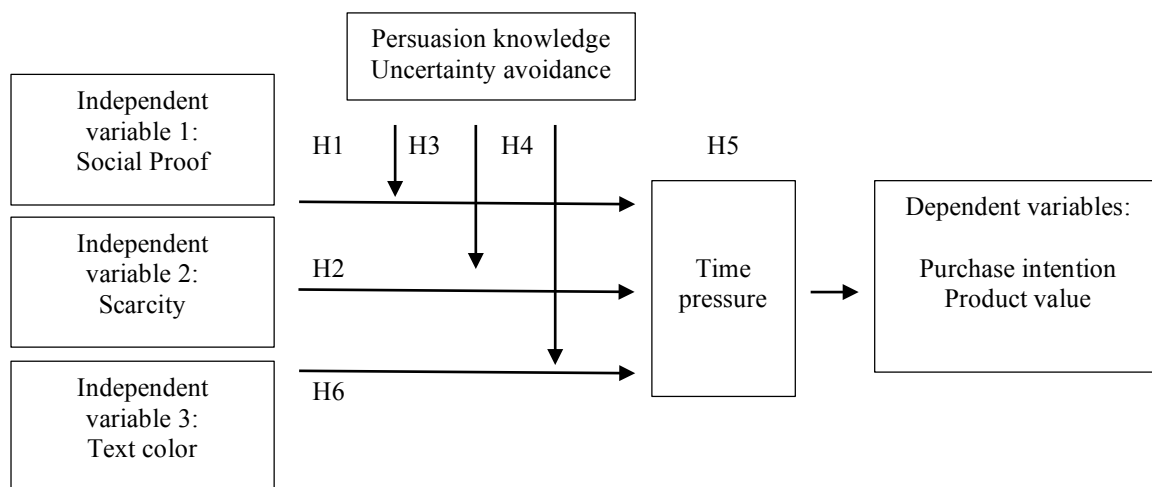 Persuasion knowledge
Uncertainty avoidance
Independent
variable 1:
Social Proof
H1
H3
H4
H5
Independent
variable 2:
Scarcity
H2
Time
pressure
Dependent variables:
Purchase intention
Product value
Independent
variable 3:
Text color
H6